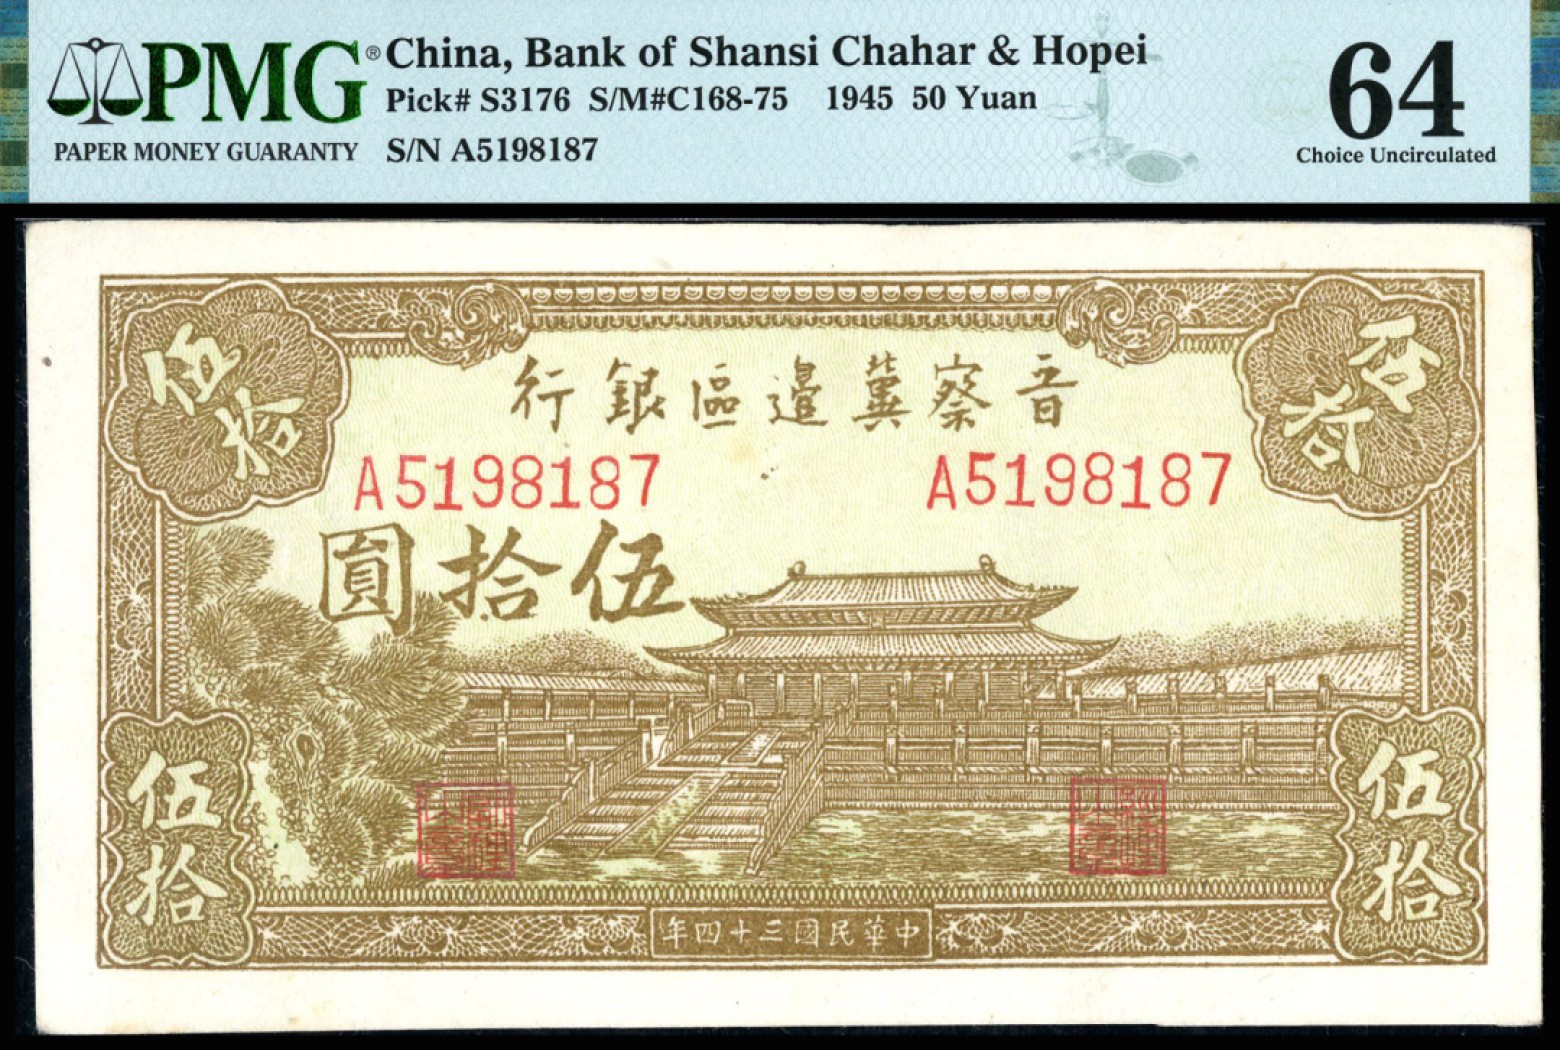 PMG®
PAPER MONEY GUARANTY
China, Bank of Shansi Chahar & Hopei
Pick# S3176 S/M#C168-75 1945 50 Yuan
S/N A5198187
64
Choice Uncirculated
伍拾
伍拾
晉察冀邊區銀行
A5198187
A5198187
伍拾圓
伍拾
伍拾
中華民國三十四年